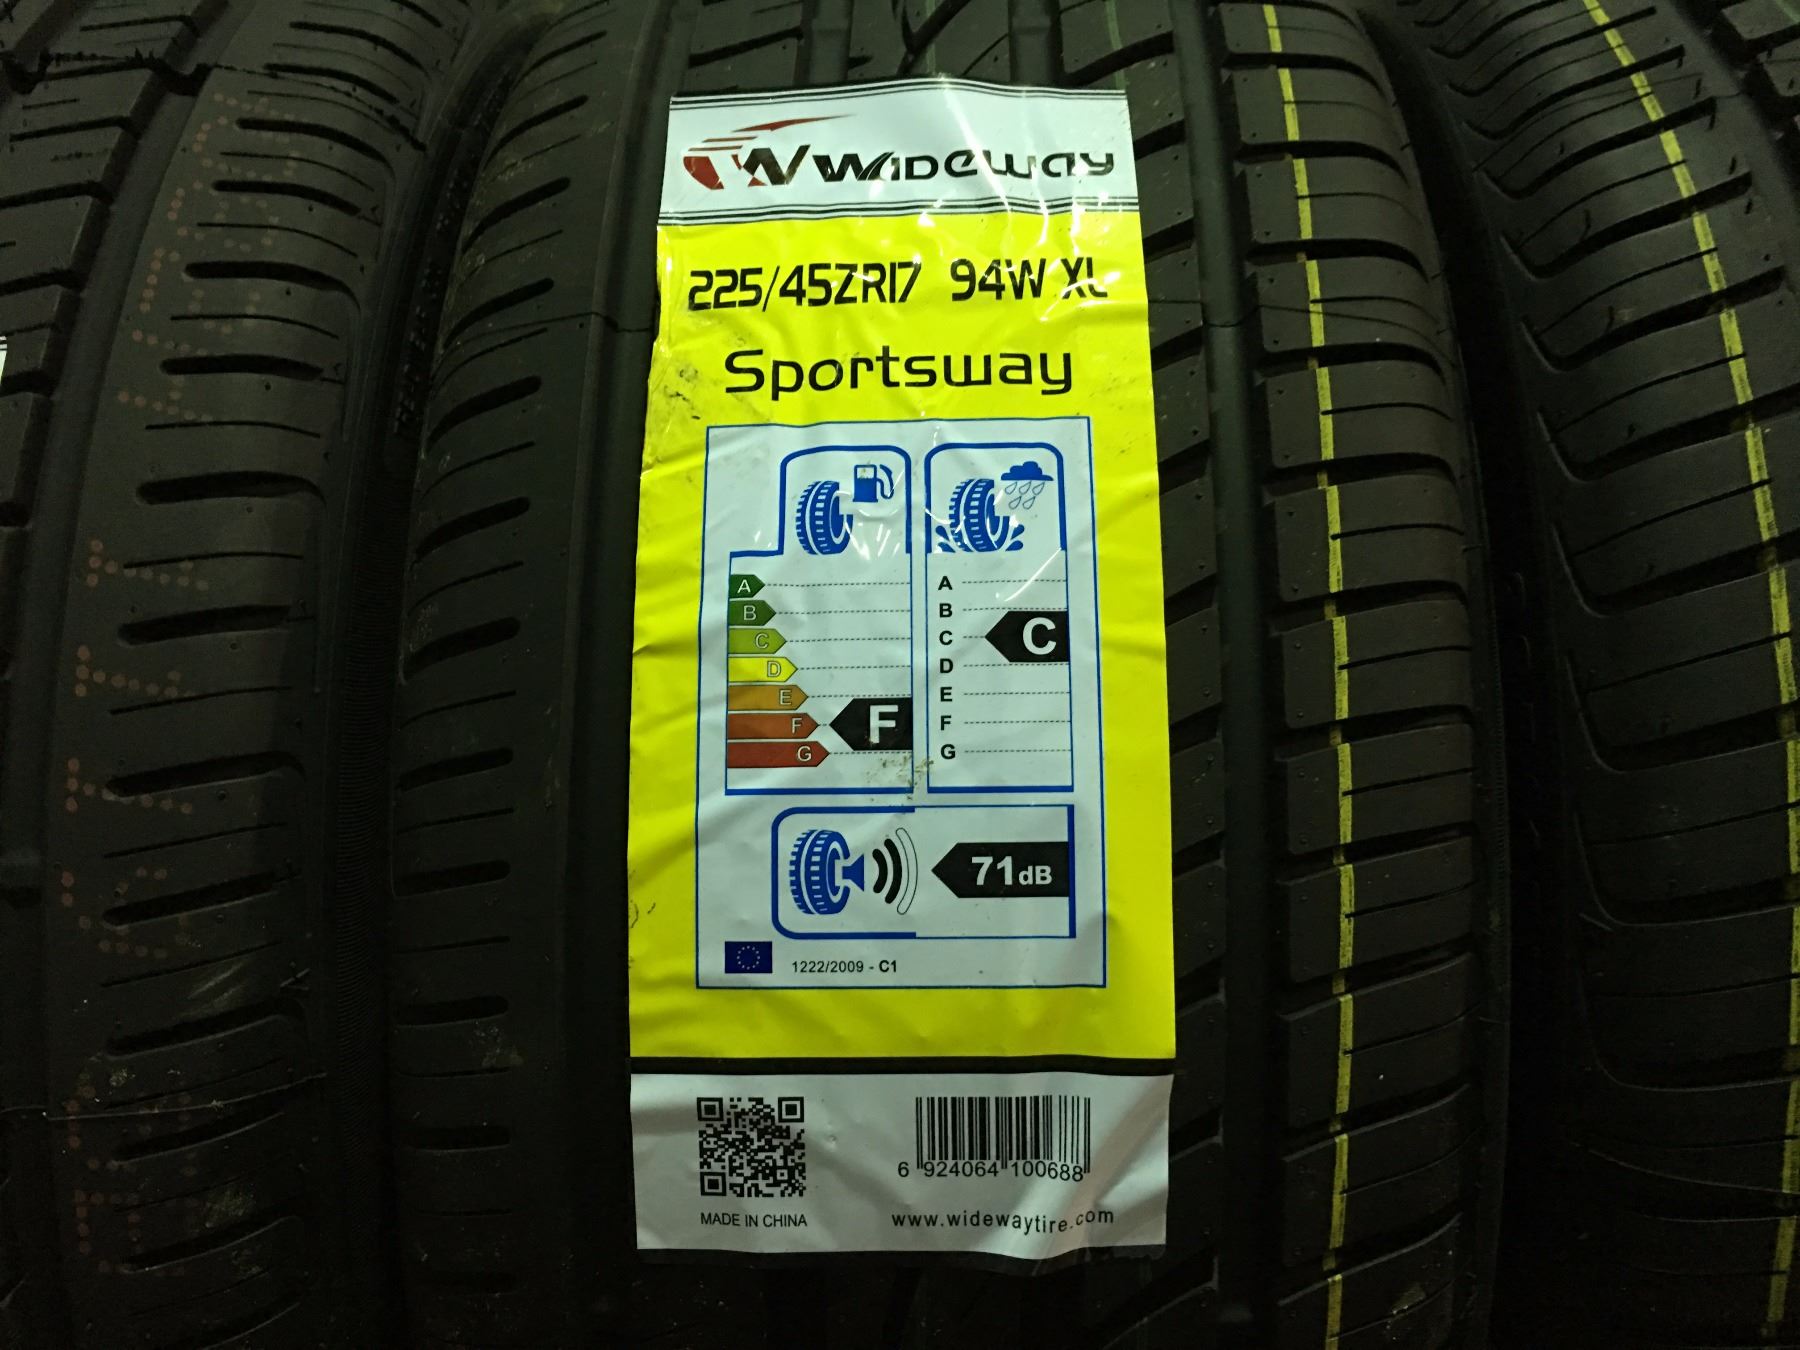 WIDEWAY
225/45ZR17 94W XL
Sportsway
A
B
C
D
E
F
G
F
A
B
C
D
E
F
G
C
71dB
1222/2009 - C1
6 924064 100688
MADE IN CHINA
www.widewaytire.com